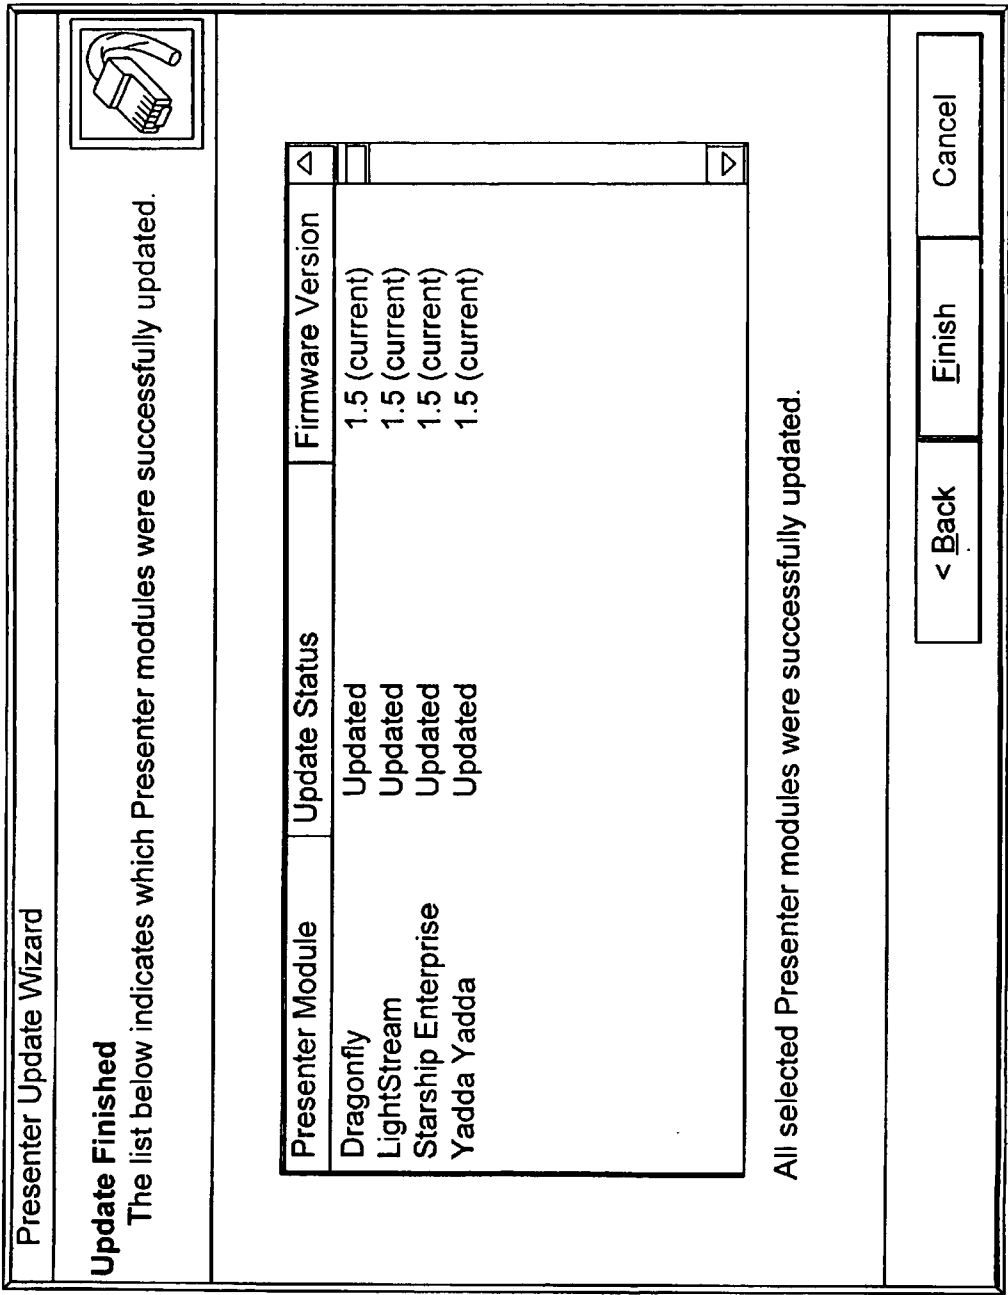 Presenter Update Wizard
Update Finished
The list below indicates which Presenter modules were successfully updated.
Presenter Module Update Status Firmware Version
Dragonfly Updated 1.5 (current)
LightStream Updated 1.5 (current)
Starship Enterprise Updated 1.5 (current)
Yadda Yadda Updated 1.5 (current)
All selected Presenter modules were successfully updated.
< Back Finish Cancel